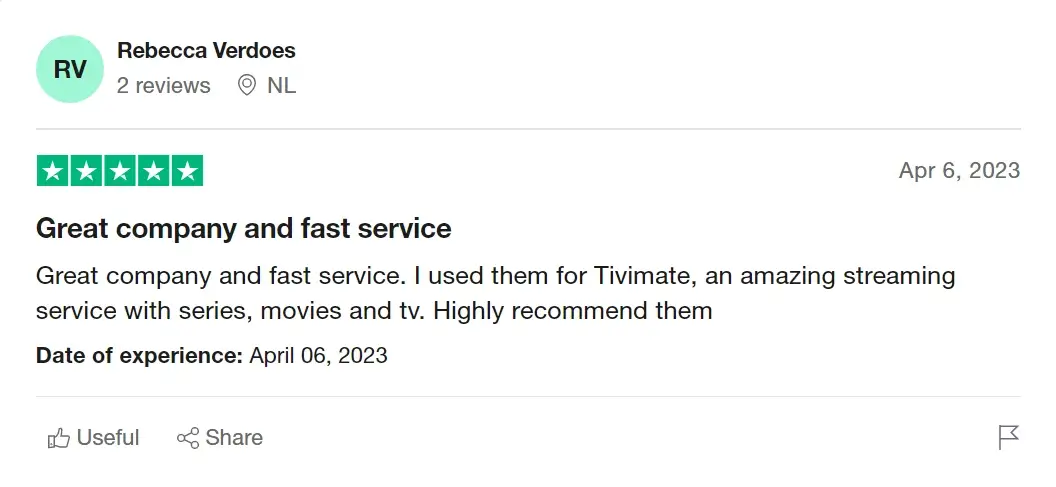 RV
Rebecca Verdoes
2 reviews NL
Apr 6, 2023
Great company and fast service
Great company and fast service. I used them for Tivimate, an amazing streaming
service with series, movies and tv. Highly recommend them
Date of experience: April 06, 2023
Useful Share